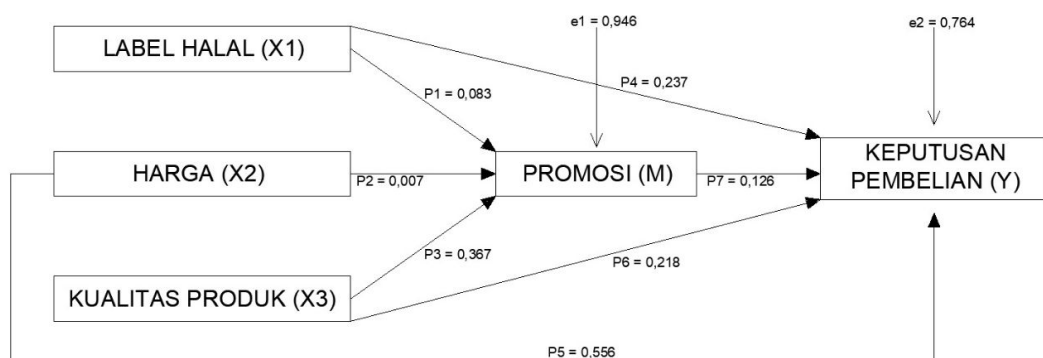 e1 = 0,946
e2 = 0,764
LABEL HALAL (X1)
P4 = 0,237
P1 = 0,083
HARGA (X2)
P2 = 0,007
PROMOSI (M)
P7 = 0,126
KEPUTUSAN
PEMBELIAN (Y)
P3 = 0,367
P6 = 0,218
KUALITAS PRODUK (X3)
P5 = 0,556